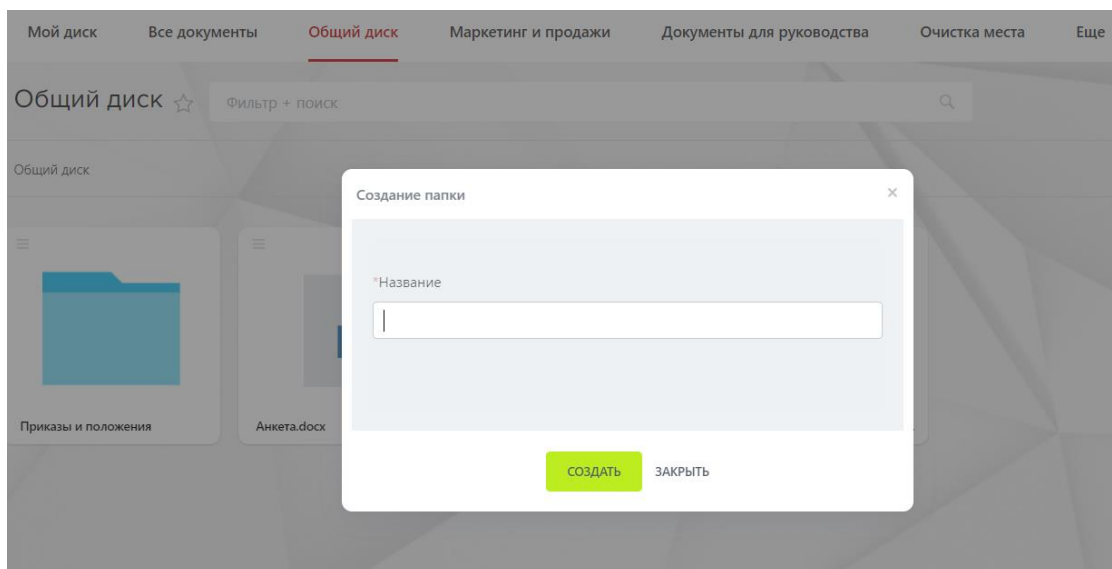 Мой диск Все документы Общий диск Маркетинг и продажи Документы для руководства Очистка места Еще
Общий диск Фильтр + поиск
Общий диск
Создание папки
*Название
Приказы и положения Анкета.docx
СОЗДАТЬ ЗАКРЫТЬ